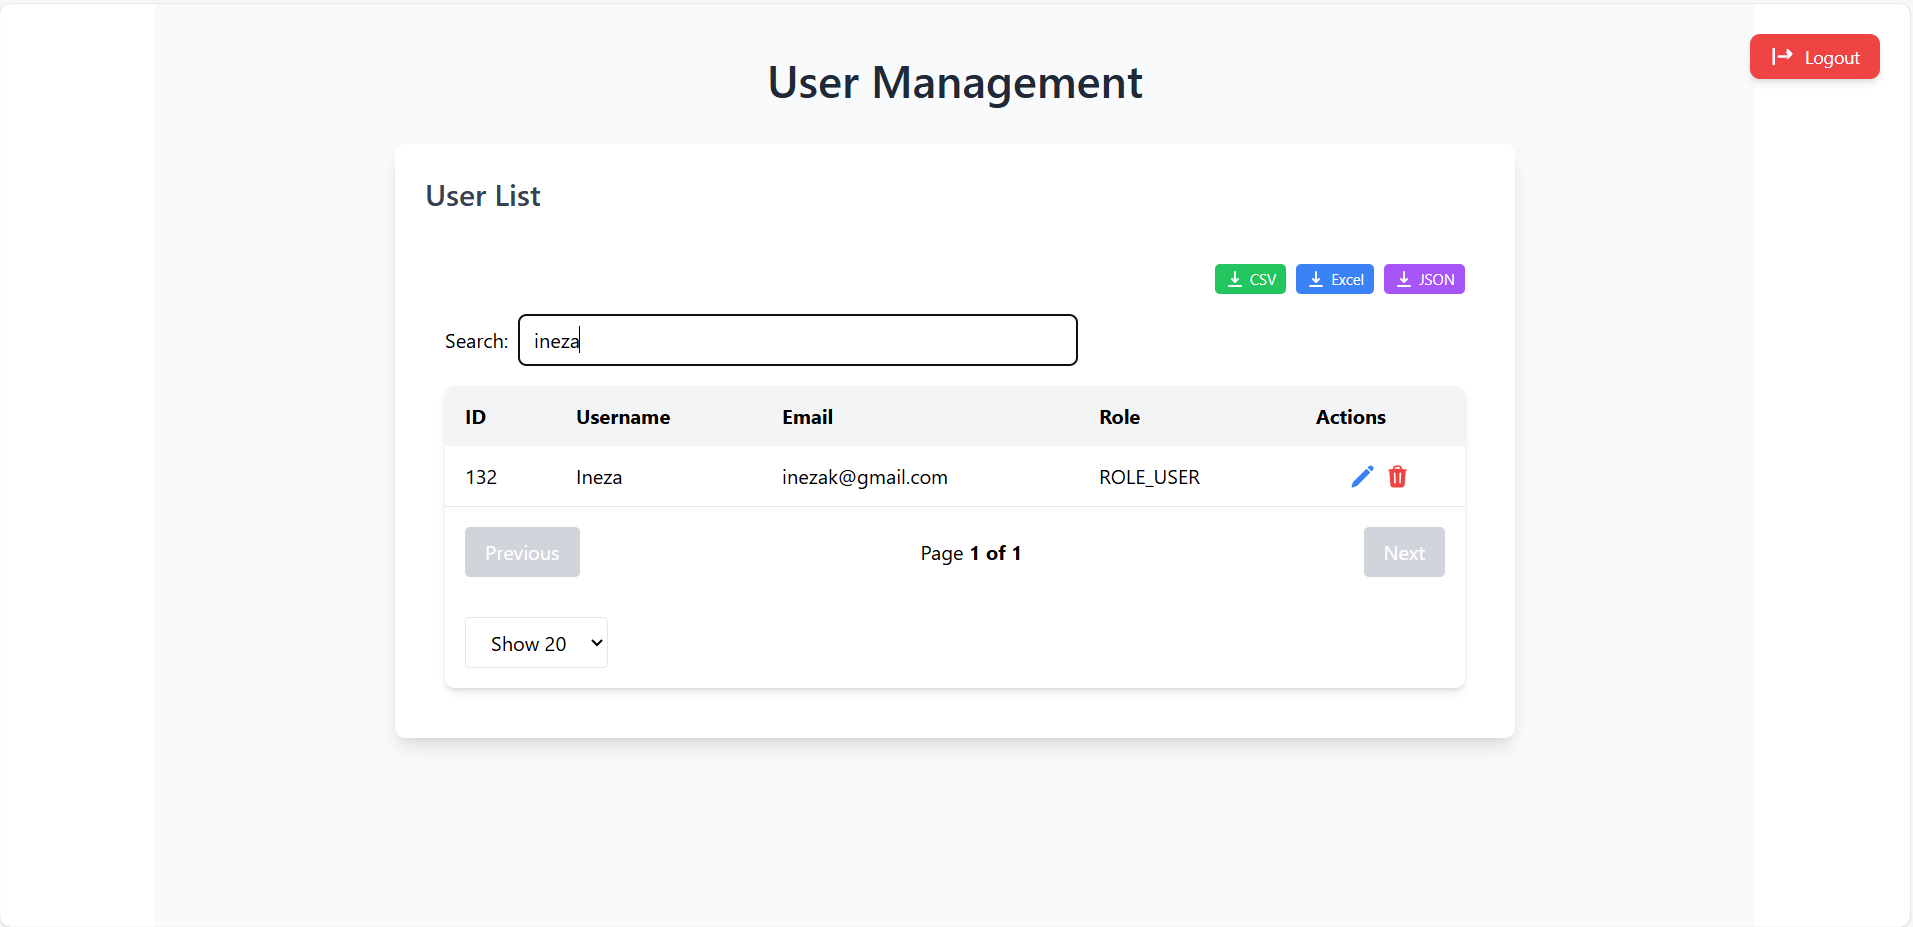 Logout
User Management
User List
CSV Excel JSON
Search: ineza
ID Username Email Role Actions
132 Ineza inezak@gmail.com ROLE_USER
Previous Page 1 of 1 Next
Show 20